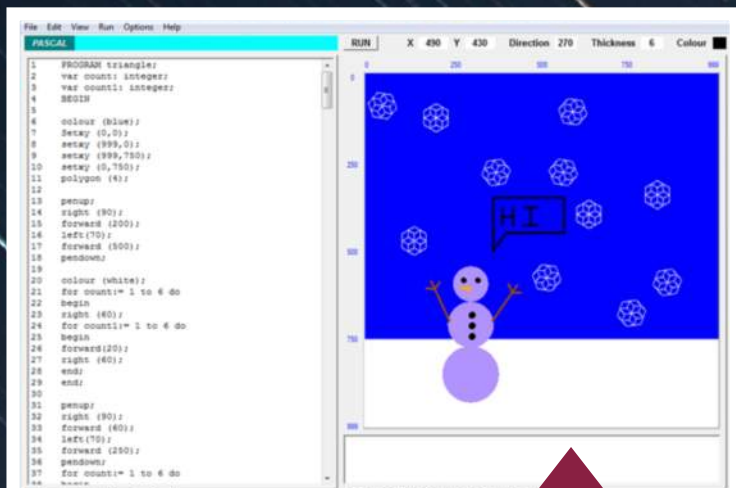 File Edit View Run Options Help
PASCAL
RUN X 490 Y 430 Direction 270 Thickness 6 Colour
1 PROGRAM triangle;
2 var count: integer;
3 var count1: integer;
4 BEGIN
5
6 colour (blue);
7 Setxy (0,0);
8 setxy (999,0);
9 setxy (999,750);
10 setxy (0,750);
11 polygon (4);
12
13 penup;
14 right (90);
15 forward (200);
16 left(70);
17 forward (500);
18 pendown;
19
20 colour (white);
21 for count:= 1 to 6 do
22 begin
23 right (60);
24 for count1:= 1 to 6 do
25 begin
26 forward(20);
27 right (60);
28 end;
29 end;
30
31 penup;
32 right (90);
33 forward (60);
34 left(70);
35 forward (250);
36 pendown;
37 for count:= 1 to 6 do
0 250 500 750 999
0
250
500
750
999
HI